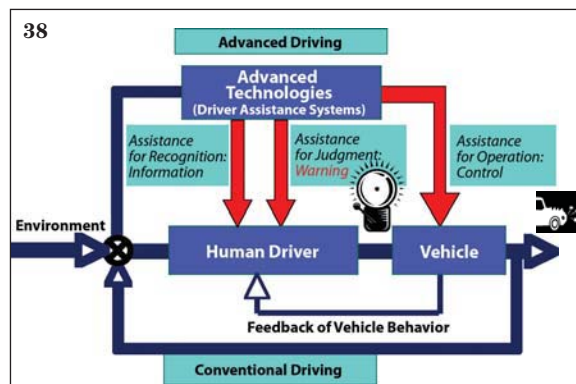 38
Advanced Driving
Advanced
Technologies
(Driver Assistance Systems)
Assistance
for Recognition:
Information
Assistance
for Judgment:
Warning
Assistance
for Operation:
Control
Environment
Human Driver
Vehicle
Feedback of Vehicle Behavior
Conventional Driving